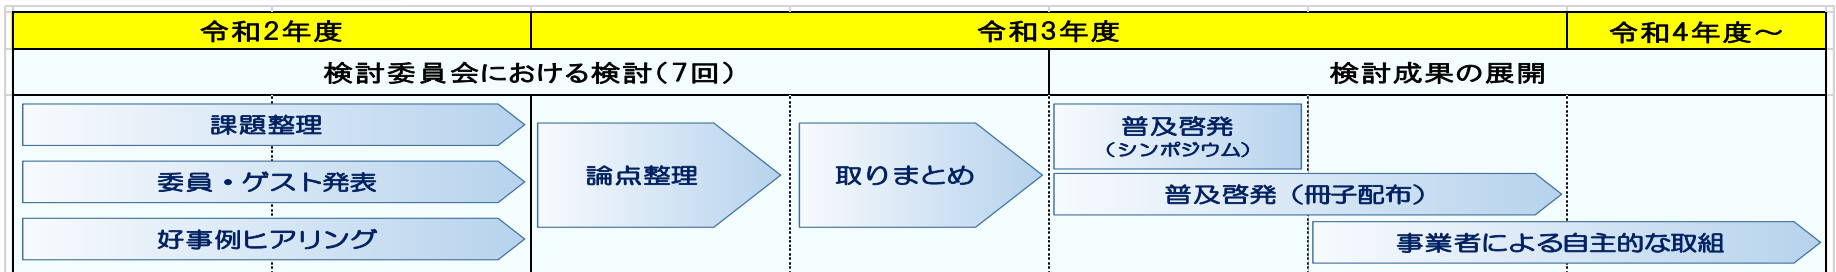 令和2年度
令和3年度
令和4年度～
検討委員会における検討（7回）
検討成果の展開
課題整理
委員・ゲスト発表
好事例ヒアリング
論点整理
取りまとめ
普及啓発
（シンポジウム）
普及啓発（冊子配布）
事業者による自主的な取組